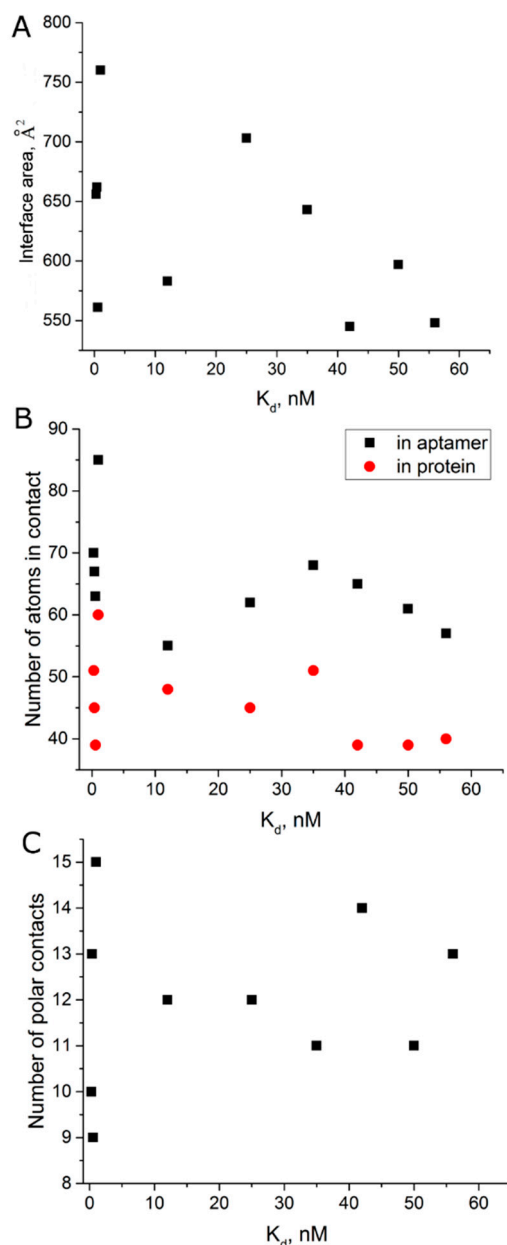 A
800
750
700
650
600
550
Interface area, Å²
0 10 20 30 40 50 60
K_d, nM
B
90
80
70
60
50
40
Number of atoms in contact
in aptamer
in protein
0 10 20 30 40 50 60
K_d, nM
C
15
14
13
12
11
10
9
8
Number of polar contacts
0 10 20 30 40 50 60
K_d, nM